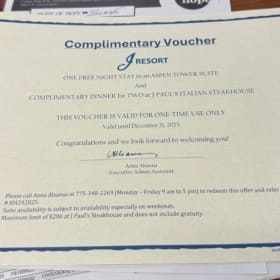 hope
Complimentary Voucher
J RESORT
ONE FREE NIGHT STAY in an ASPEN TOWER SUITE
And
COMPLIMENTARY DINNER for TWO at J PAUL'S ITALIAN STEAKHOUSE
THIS VOUCHER IS VALID FOR ONE TIME USE ONLY
Valid until December 31, 2025
Congratulations and we look forward to welcoming you!
Anna Alvarus
Executive Admin Assistant
Please call Anna Alvarus at 775-348-2269 (Monday – Friday 9 am to 5 pm) to redeem this offer and refer
Suite availability is subject to availability especially on weekends.
Maximum limit of $200 at J Paul's Steakhouse and does not include gratuity.